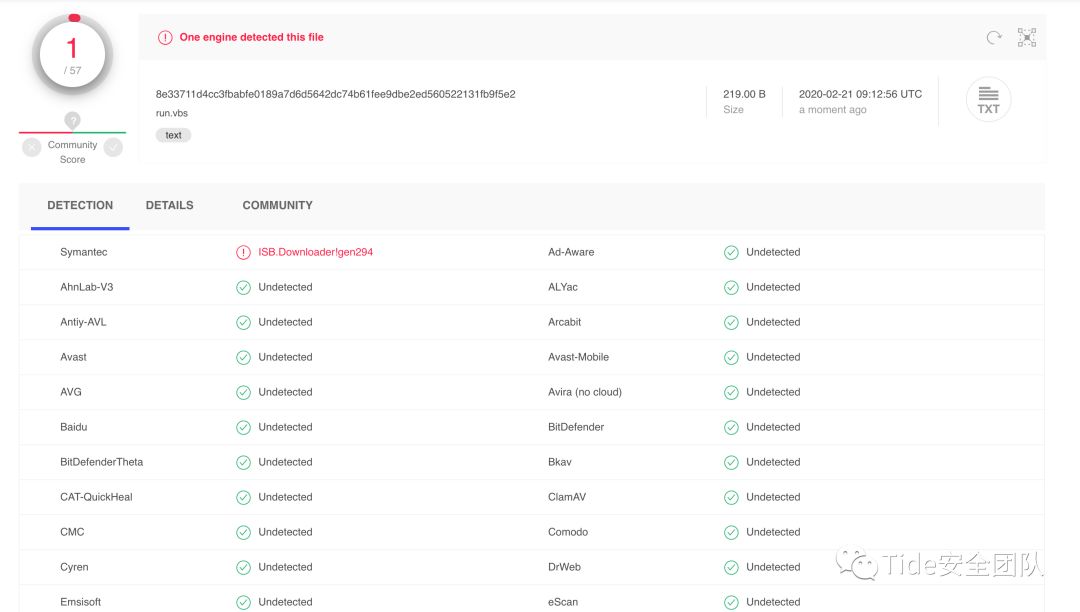 1
/ 57
?
Community
Score
One engine detected this file
8e33711d4cc3fbabfe0189a7d6d5642dc74b61fee9dbe2ed560522131fb9f5e2
run.vbs
text
219.00 B
Size
2020-02-21 09:12:56 UTC
a moment ago
TXT
DETECTION DETAILS COMMUNITY
Symantec ISB.Downloader!gen294 Ad-Aware Undetected
AhnLab-V3 Undetected ALYac Undetected
Antiy-AVL Undetected Arcabit Undetected
Avast Undetected Avast-Mobile Undetected
AVG Undetected Avira (no cloud) Undetected
Baidu Undetected BitDefender Undetected
BitDefenderTheta Undetected Bkav Undetected
CAT-QuickHeal Undetected ClamAV Undetected
CMC Undetected Comodo Undetected
Cyren Undetected DrWeb Undetected
Emsisoft Undetected eScan Undetected
Tide安全团队